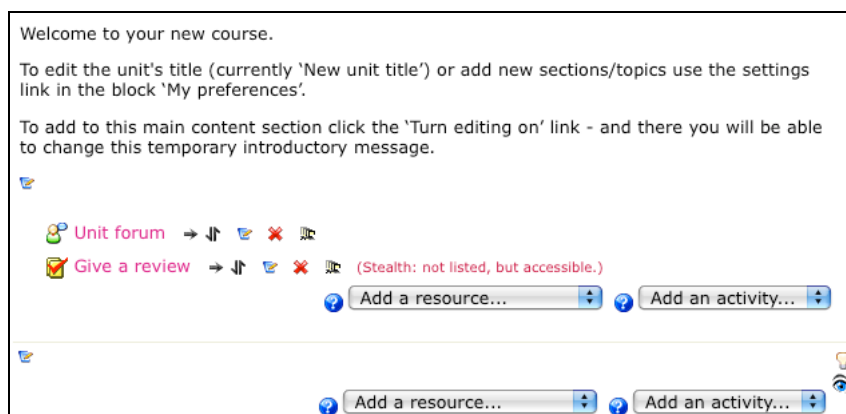 Welcome to your new course.
To edit the unit's title (currently ‘New unit title’) or add new sections/topics use the settings
link in the block ‘My preferences’.
To add to this main content section click the ‘Turn editing on’ link - and there you will be able
to change this temporary introductory message.
Unit forum
Give a review (Stealth: not listed, but accessible.)
Add a resource... Add an activity...
Add a resource... Add an activity...